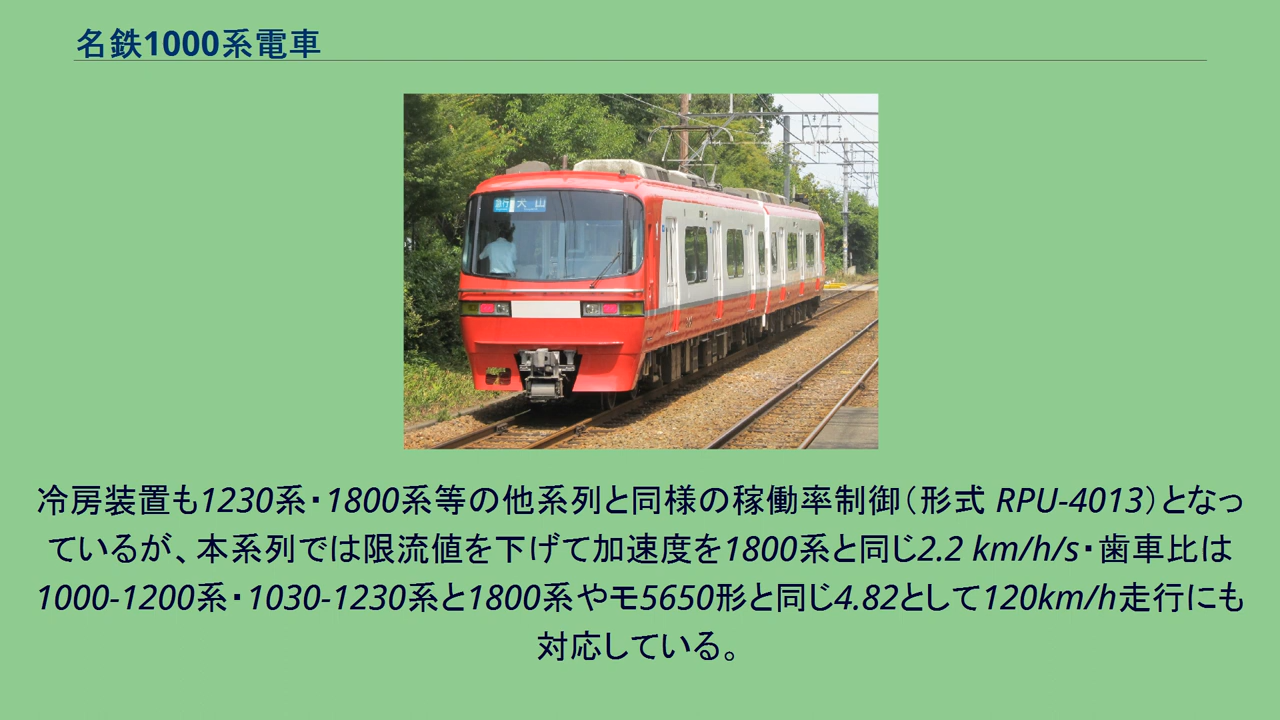 名鉄1000系電車
急行 犬山
冷房装置も1230系・1800系等の他系列と同様の稼働率制御（形式 RPU-4013）となっ
ているが、本系列では限流値を下げて加速度を1800系と同じ2.2 km/h/s・歯車比は
1000-1200系・1030-1230系と1800系やモ5650形と同じ4.82として120km/h走行にも
対応している。